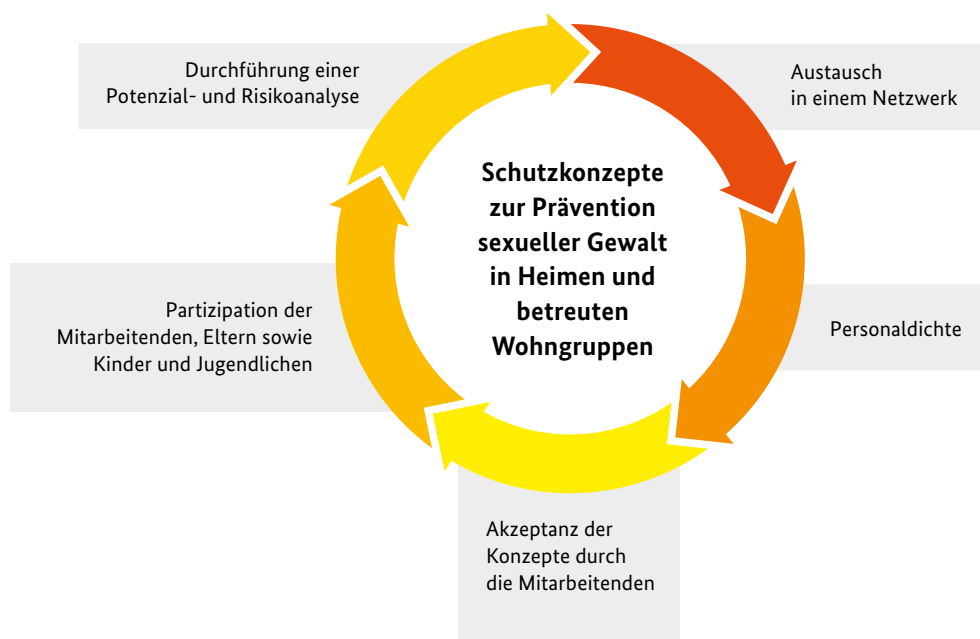 Durchführung einer
Potenzial- und Risikoanalyse
Austausch
in einem Netzwerk
Schutzkonzepte
zur Prävention
sexueller Gewalt
in Heimen und
betreuten
Wohngruppen
Partizipation der
Mitarbeitenden, Eltern sowie
Kinder und Jugendlichen
Personaldichte
Akzeptanz der
Konzepte durch
die Mitarbeitenden